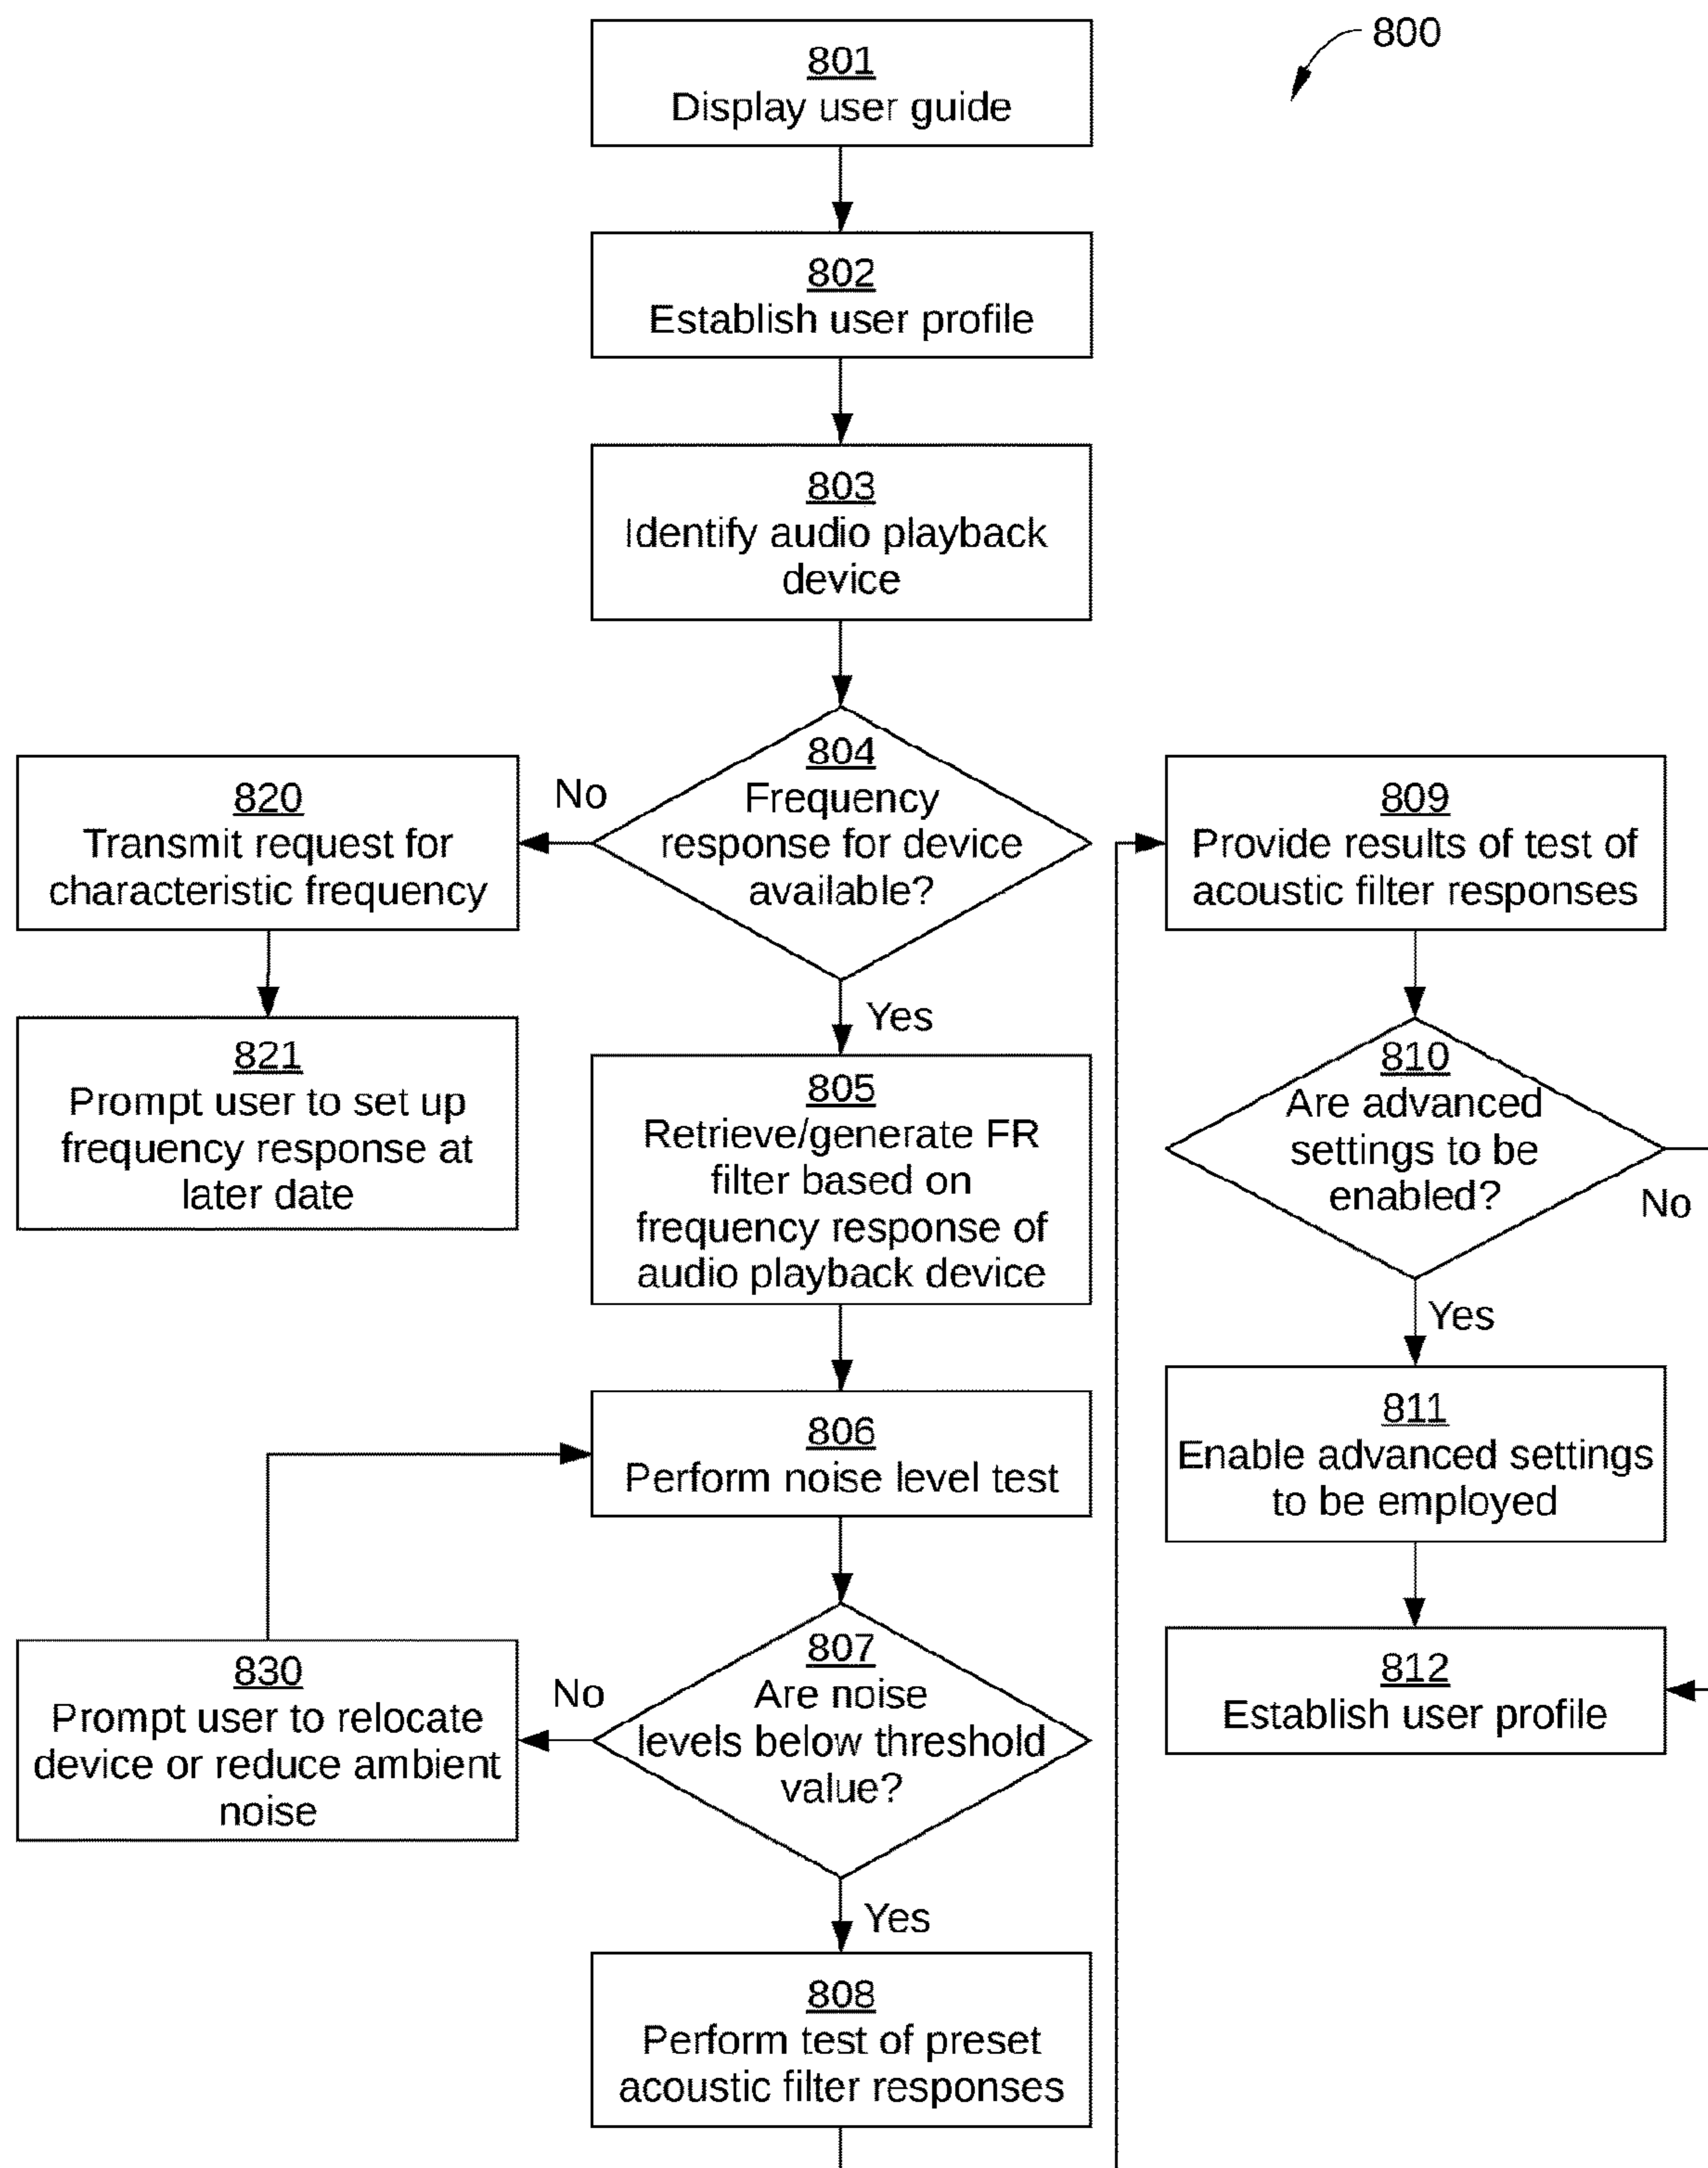 800
801
Display user guide
802
Establish user profile
803
Identify audio playback
device
804
Frequency
response for device
available?
No
Yes
820
Transmit request for
characteristic frequency
821
Prompt user to set up
frequency response at
later date
805
Retrieve/generate FR
filter based on
frequency response of
audio playback device
806
Perform noise level test
807
Are noise
levels below threshold
value?
No
Yes
830
Prompt user to relocate
device or reduce ambient
noise
808
Perform test of preset
acoustic filter responses
809
Provide results of test of
acoustic filter responses
810
Are advanced
settings to be
enabled?
No
Yes
811
Enable advanced settings
to be employed
812
Establish user profile